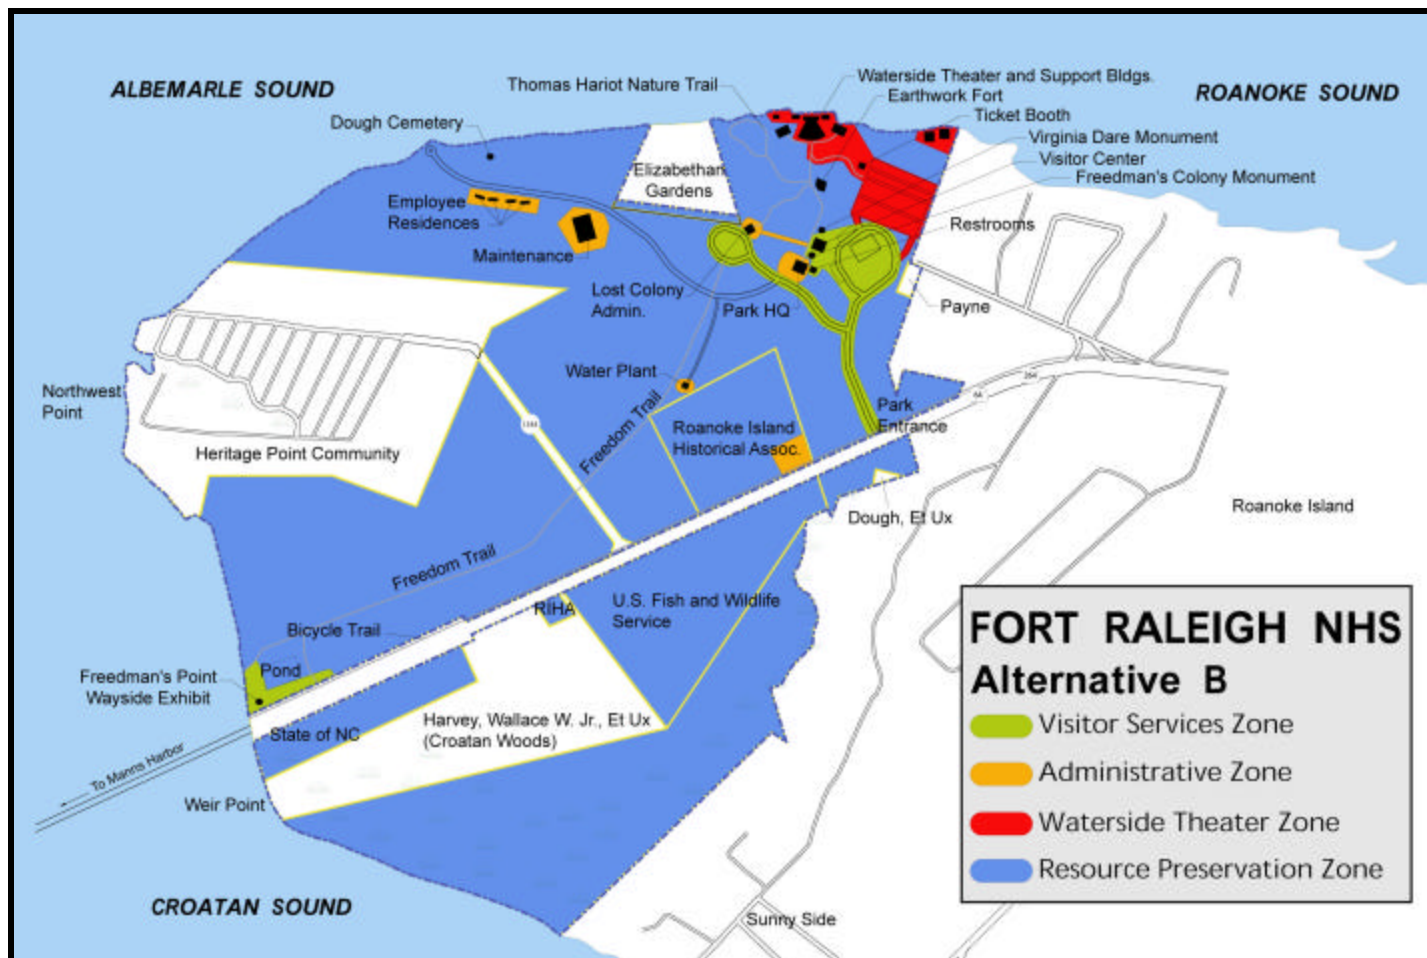 ALBEMARLE SOUND
ROANOKE SOUND
Thomas Hariot Nature Trail
Waterside Theater and Support Bldgs.
Earthwork Fort
Ticket Booth
Dough Cemetery
Virginia Dare Monument
Visitor Center
Freedman's Colony Monument
Elizabethan
Gardens
Employee
Residences
Restrooms
Maintenance
Lost Colony
Admin.
Park HQ
Payne
Northwest
Point
Water Plant
Park
Entrance
64
264
Freedom Trail
Roanoke Island
Historical Assoc.
Heritage Point Community
Dough, Et Ux
Roanoke Island
Freedom Trail
RIHA
U.S. Fish and Wildlife
Service
Bicycle Trail
Pond
Freedman's Point
Wayside Exhibit
State of NC
Harvey, Wallace W. Jr., Et Ux
(Croatan Woods)
To Manns Harbor
Weir Point
CROATAN SOUND
Sunny Side
FORT RALEIGH NHS
Alternative B
Visitor Services Zone
Administrative Zone
Waterside Theater Zone
Resource Preservation Zone